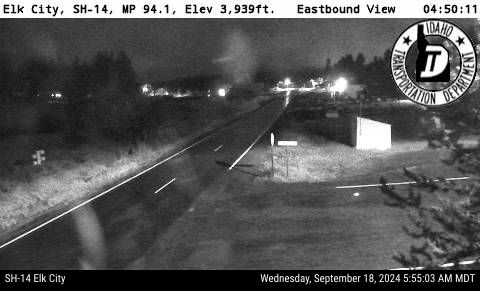 Elk City, SH-14, MP 94.1, Elev 3,939ft. Eastbound View 04:50:11
IDAHO
TRANSPORTATION DEPARTMENT
SH-14 Elk City Wednesday, September 18, 2024 5:55:03 AM MDT